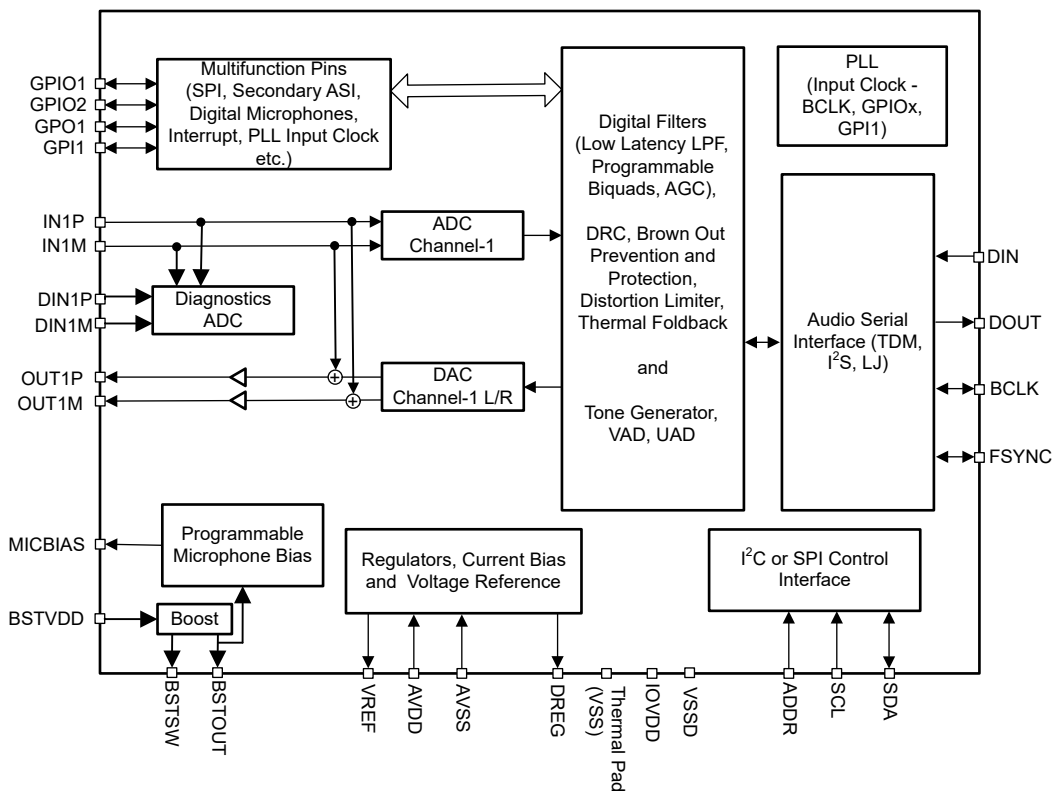 GPIO1
GPIO2
GPO1
GPI1
Multifunction Pins
(SPI, Secondary ASI,
Digital Microphones,
Interrupt, PLL Input Clock
etc.)
Digital Filters
(Low Latency LPF,
Programmable
Biquads, AGC),
DRC, Brown Out
Prevention and
Protection,
Distortion Limiter,
Thermal Foldback
and
Tone Generator,
VAD, UAD
PLL
(Input Clock -
BCLK, GPIOx,
GPI1)
IN1P
IN1M
ADC
Channel-1
DIN1P
DIN1M
Diagnostics
ADC
OUT1P
OUT1M
+
+
DAC
Channel-1 L/R
Audio Serial
Interface (TDM,
I²S, LJ)
DIN
DOUT
BCLK
FSYNC
MICBIAS
Programmable
Microphone Bias
BSTVDD
Boost
Regulators, Current Bias
and Voltage Reference
I²C or SPI Control
Interface
BSTSW
BSTOUT
VREF
AVDD
AVSS
DREG
Thermal Pad
(VSS)
IOVDD
VSSD
ADDR
SCL
SDA